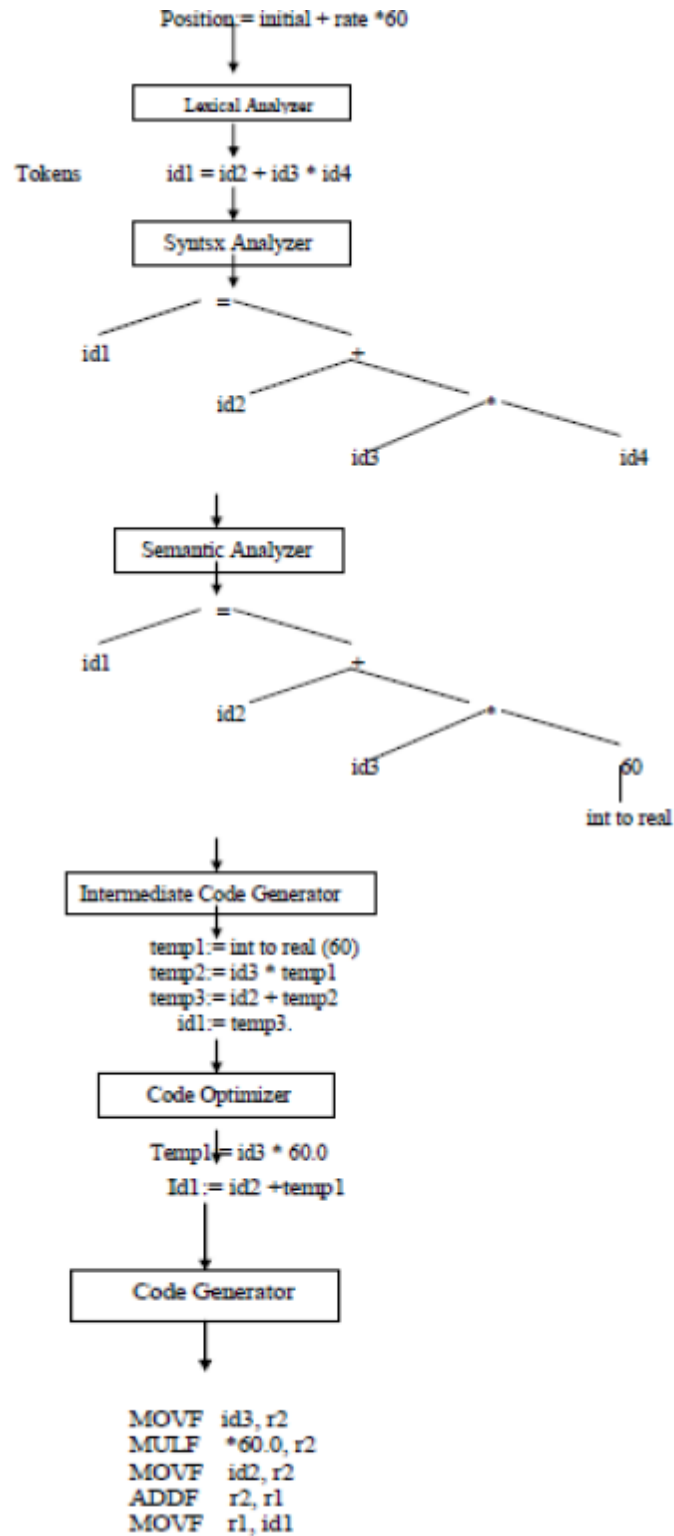 Position:= initial + rate *60
Lexical Analyzer
Tokens id1 = id2 + id3 * id4
Syntsx Analyzer
=
id1 +
id2 *
id3 id4
Semantic Analyzer
=
id1 +
id2 *
id3 60
int to real
Intermediate Code Generator
temp1:= int to real (60)
temp2:= id3 * temp1
temp3:= id2 + temp2
id1:= temp3.
Code Optimizer
Temp1:= id3 * 60.0
Id1:= id2 +temp1
Code Generator
MOVF id3, r2
MULF *60.0, r2
MOVF id2, r2
ADDF r2, r1
MOVF r1, id1